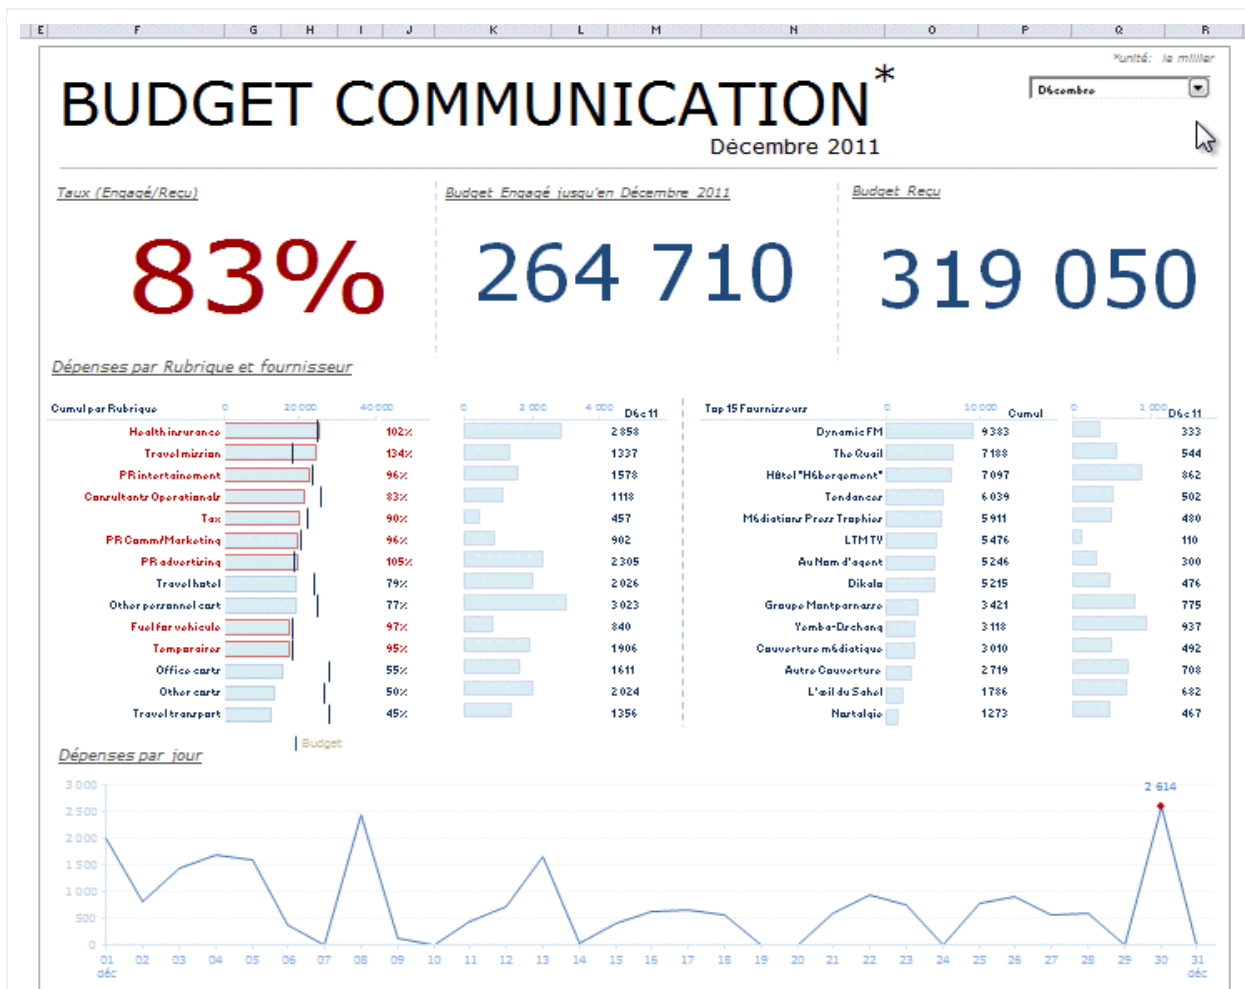 E F G H I J K L M N O P Q R
*unité: le millier
BUDGET COMMUNICATION*
Décembre
Décembre 2011
Taux (Engagé/Reçu)
Budget Engagé jusqu'en Décembre 2011
Budget Reçu
83%
264 710
319 050
Dépenses par Rubrique et fournisseur
Cumul par Rubrique 0 20 000 40 000 0 2 000 4 000 Déc 11 Top 15 Fournisseurs 0 10 000 Cumul 0 1 000 Déc 11
Health insurance 102% 2 858 Dynamic FM 9 383 333
Travel mission 134% 1 337 The Quail 7 188 544
PR intertainement 96% 1 578 Hôtel "Hébergement" 7 097 862
Consultants Operationals 83% 1 118 Tendances 6 039 502
Tax 90% 457 Médiations Press Trophies 5 911 480
PR Comm/Marketing 96% 902 LTM TV 5 476 110
PR advertizing 105% 2 305 Au Nom d'agent 5 246 300
Travel hotel 79% 2 026 Dikalo 5 215 476
Other personnel cost 77% 3 023 Groupe Montparnasse 3 421 775
Fuel for vehicule 97% 840 Yemba-Dschang 3 118 937
Temporaires 95% 1 906 Couverture médiatique 3 010 492
Office costs 55% 1 611 Autre Couverture 2 719 708
Other costs 50% 2 024 L'œil du Sahel 1 786 682
Travel transport 45% 1 356 Nostalgie 1 273 467
Budget
Dépenses par jour
2 614
3 000
2 500
2 000
1 500
1 000
500
0
01 02 03 04 05 06 07 08 09 10 11 12 13 14 15 16 17 18 19 20 21 22 23 24 25 26 27 28 29 30 31
déc déc